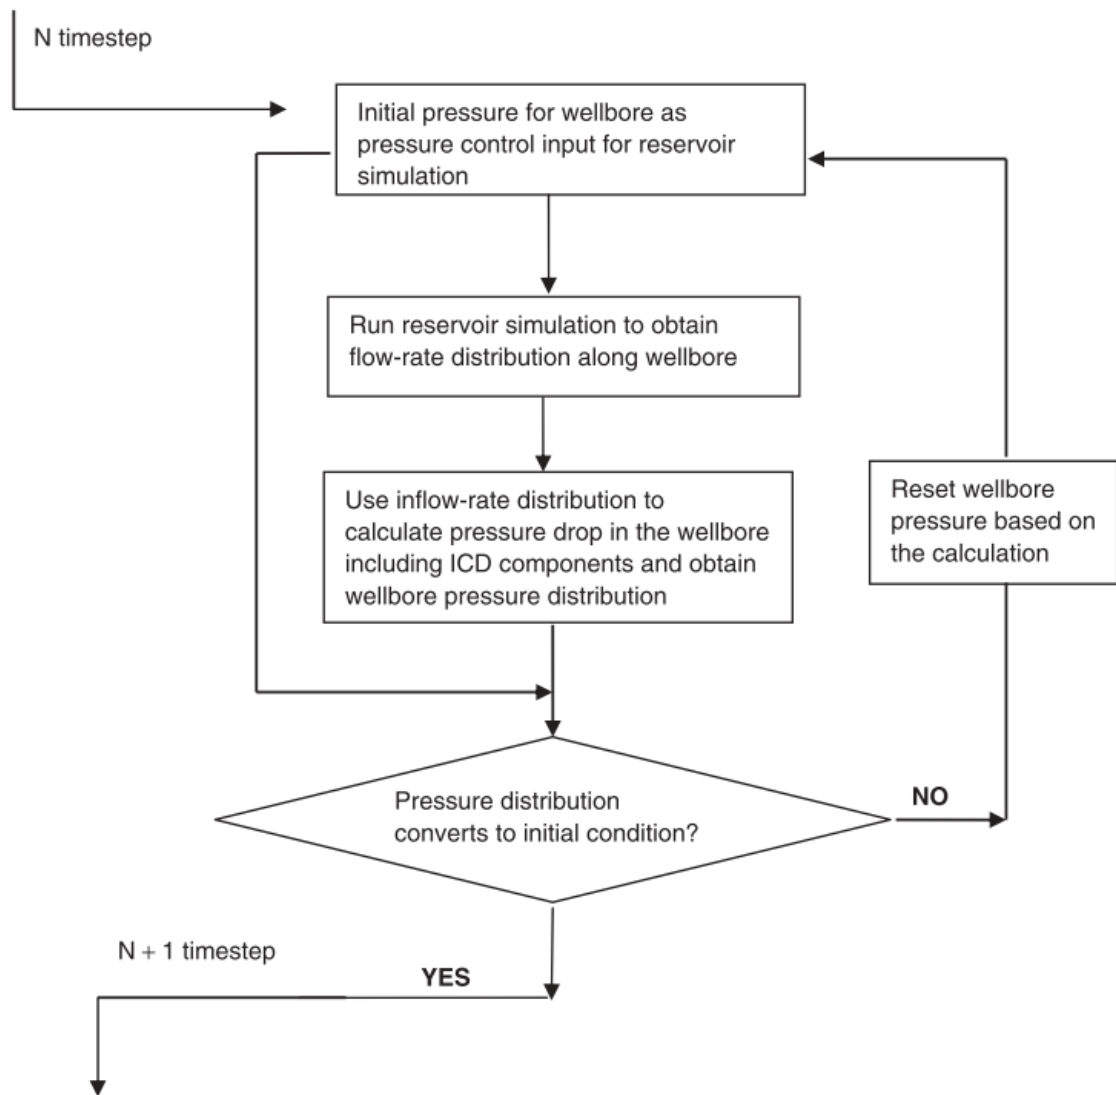 N timestep
Initial pressure for wellbore as
pressure control input for reservoir
simulation
Run reservoir simulation to obtain
flow-rate distribution along wellbore
Use inflow-rate distribution to
calculate pressure drop in the wellbore
including ICD components and obtain
wellbore pressure distribution
Reset wellbore
pressure based on
the calculation
Pressure distribution
converts to initial condition?
NO
N + 1 timestep
YES